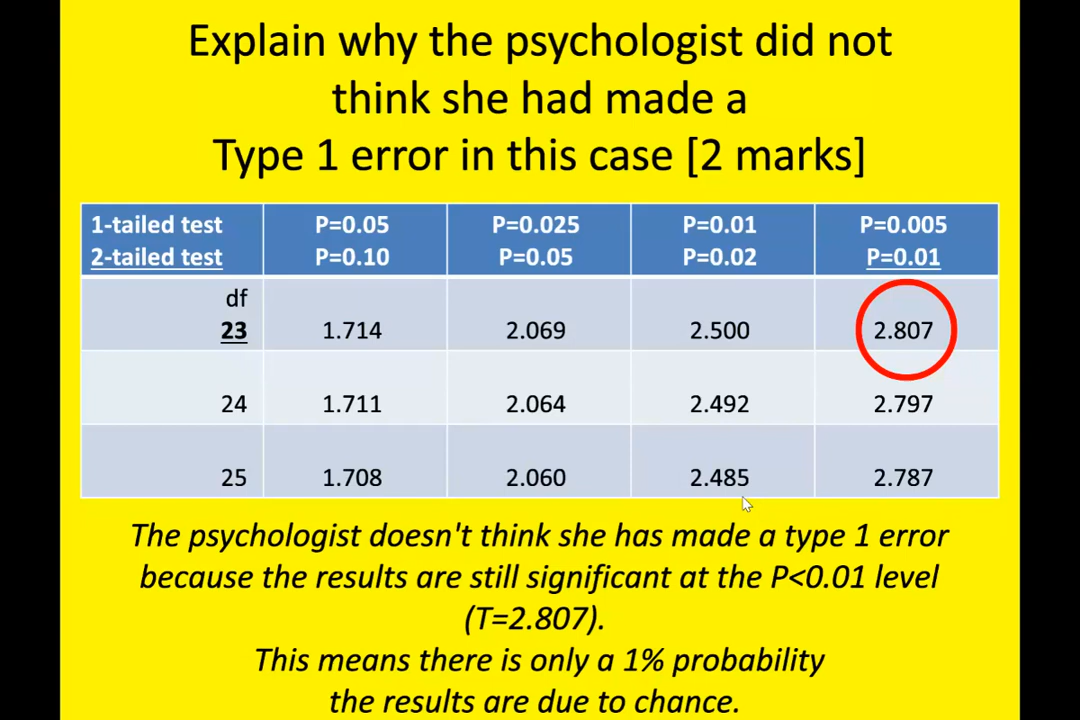 Explain why the psychologist did not
think she had made a
Type 1 error in this case [2 marks]
1-tailed test P=0.05 P=0.025 P=0.01 P=0.005
2-tailed test P=0.10 P=0.05 P=0.02 P=0.01
df
23 1.714 2.069 2.500 2.807
24 1.711 2.064 2.492 2.797
25 1.708 2.060 2.485 2.787
The psychologist doesn't think she has made a type 1 error
because the results are still significant at the P<0.01 level
(T=2.807).
This means there is only a 1% probability
the results are due to chance.